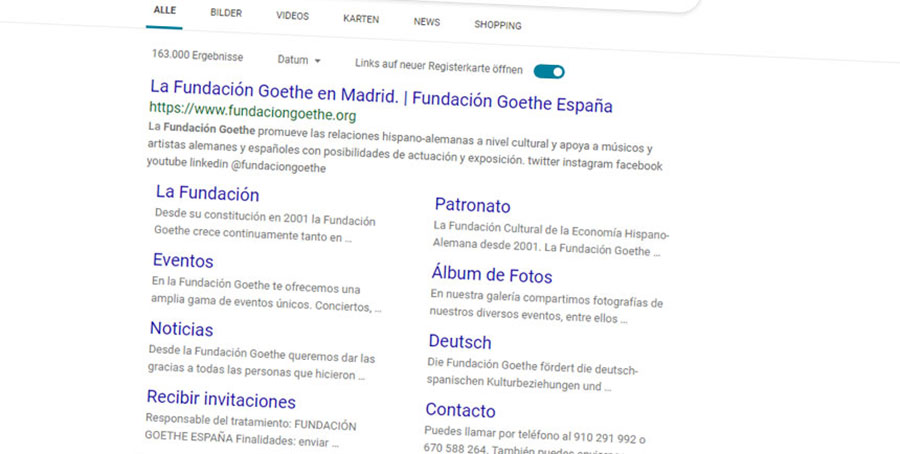 ALLE BILDER VIDEOS KARTEN NEWS SHOPPING
163.000 Ergebnisse Datum Links auf neuer Registerkarte öffnen
La Fundación Goethe en Madrid. | Fundación Goethe España
https://www.fundaciongoethe.org
La Fundación Goethe promueve las relaciones hispano-alemanas a nivel cultural y apoya a músicos y
artistas alemanes y españoles con posibilidades de actuación y exposición. twitter instagram facebook
youtube linkedin @fundaciongoethe
La Fundación
Desde su constitución en 2001 la Fundación
Goethe crece continuamente tanto en ...
Patronato
La Fundación Cultural de la Economía Hispano-
Alemana desde 2001. La Fundación Goethe ...
Eventos
En la Fundación Goethe te ofrecemos una
amplia gama de eventos únicos. Conciertos, ...
Álbum de Fotos
En nuestra galería compartimos fotografías de
nuestros diversos eventos, entre ellos ...
Noticias
Desde la Fundación Goethe queremos dar las
gracias a todas las personas que hicieron ...
Deutsch
Die Fundación Goethe fördert die deutsch-
spanischen Kulturbeziehungen und ...
Recibir invitaciones
Responsable del tratamiento: FUNDACIÓN
GOETHE ESPAÑA Finalidades: enviar ...
Contacto
Puedes llamar por teléfono al 910 291 992 o
670 588 264. También puedes